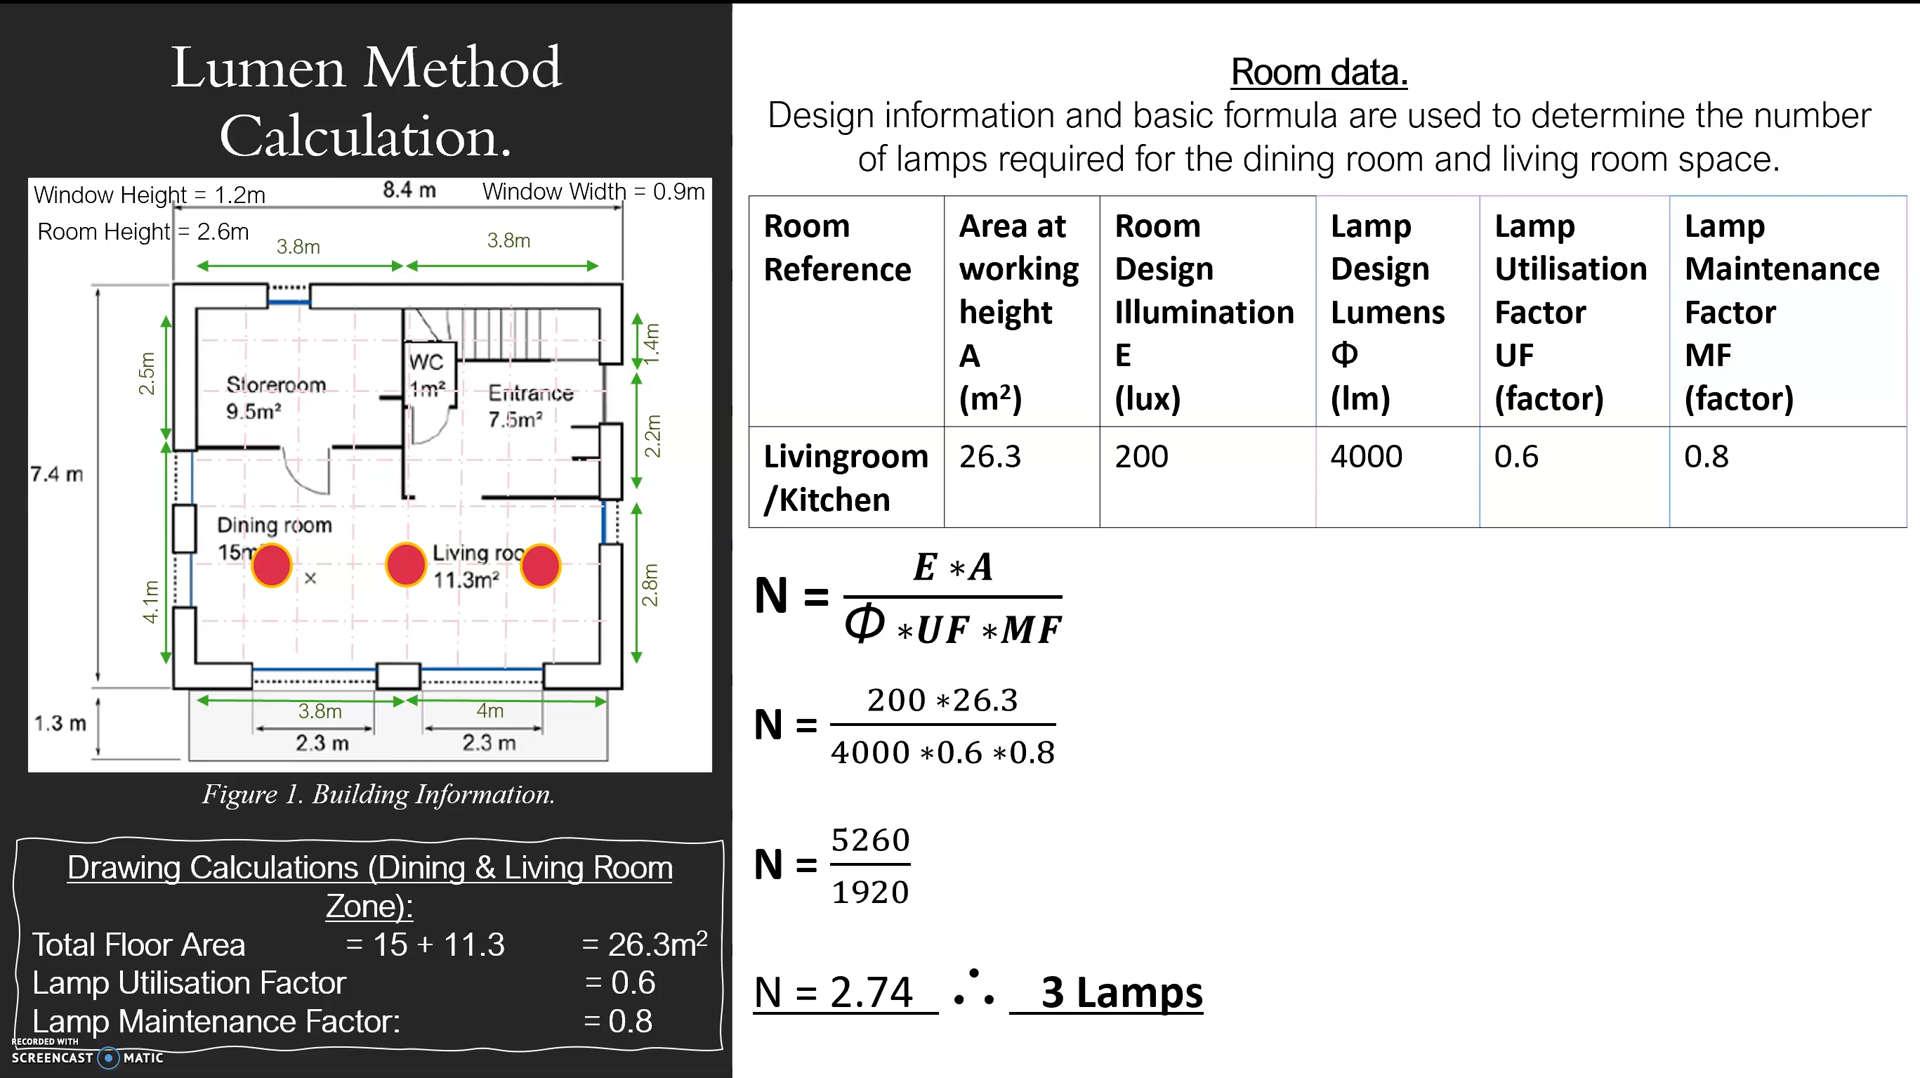 Lumen Method
Calculation.
Window Height = 1.2m
8.4 m
Window Width = 0.9m
Room Height = 2.6m
3.8m
3.8m
2.5m
1.4m
WC
1m²
Storeroom
9.5m²
Entrance
7.5m²
2.2m
7.4 m
Dining room
15m
Living roo
11.3m²
4.1m
2.8m
3.8m
4m
1.3 m
2.3 m
2.3 m
Figure 1. Building Information.
Drawing Calculations (Dining & Living Room
Zone):
Total Floor Area = 15 + 11.3 = 26.3m²
Lamp Utilisation Factor = 0.6
Lamp Maintenance Factor: = 0.8
RECORDED WITH
SCREENCAST MATIC
Room data.
Design information and basic formula are used to determine the number
of lamps required for the dining room and living room space.
Room
Reference
Area at
working
height
A
(m²)
Room
Design
Illumination
E
(lux)
Lamp
Design
Lumens
Φ
(lm)
Lamp
Utilisation
Factor
UF
(factor)
Lamp
Maintenance
Factor
MF
(factor)
Livingroom
/Kitchen
26.3
200
4000
0.6
0.8
N =
E *A
Φ *UF *MF
N =
200 *26.3
4000 *0.6 *0.8
N =
5260
1920
N = 2.74 ∴ 3 Lamps